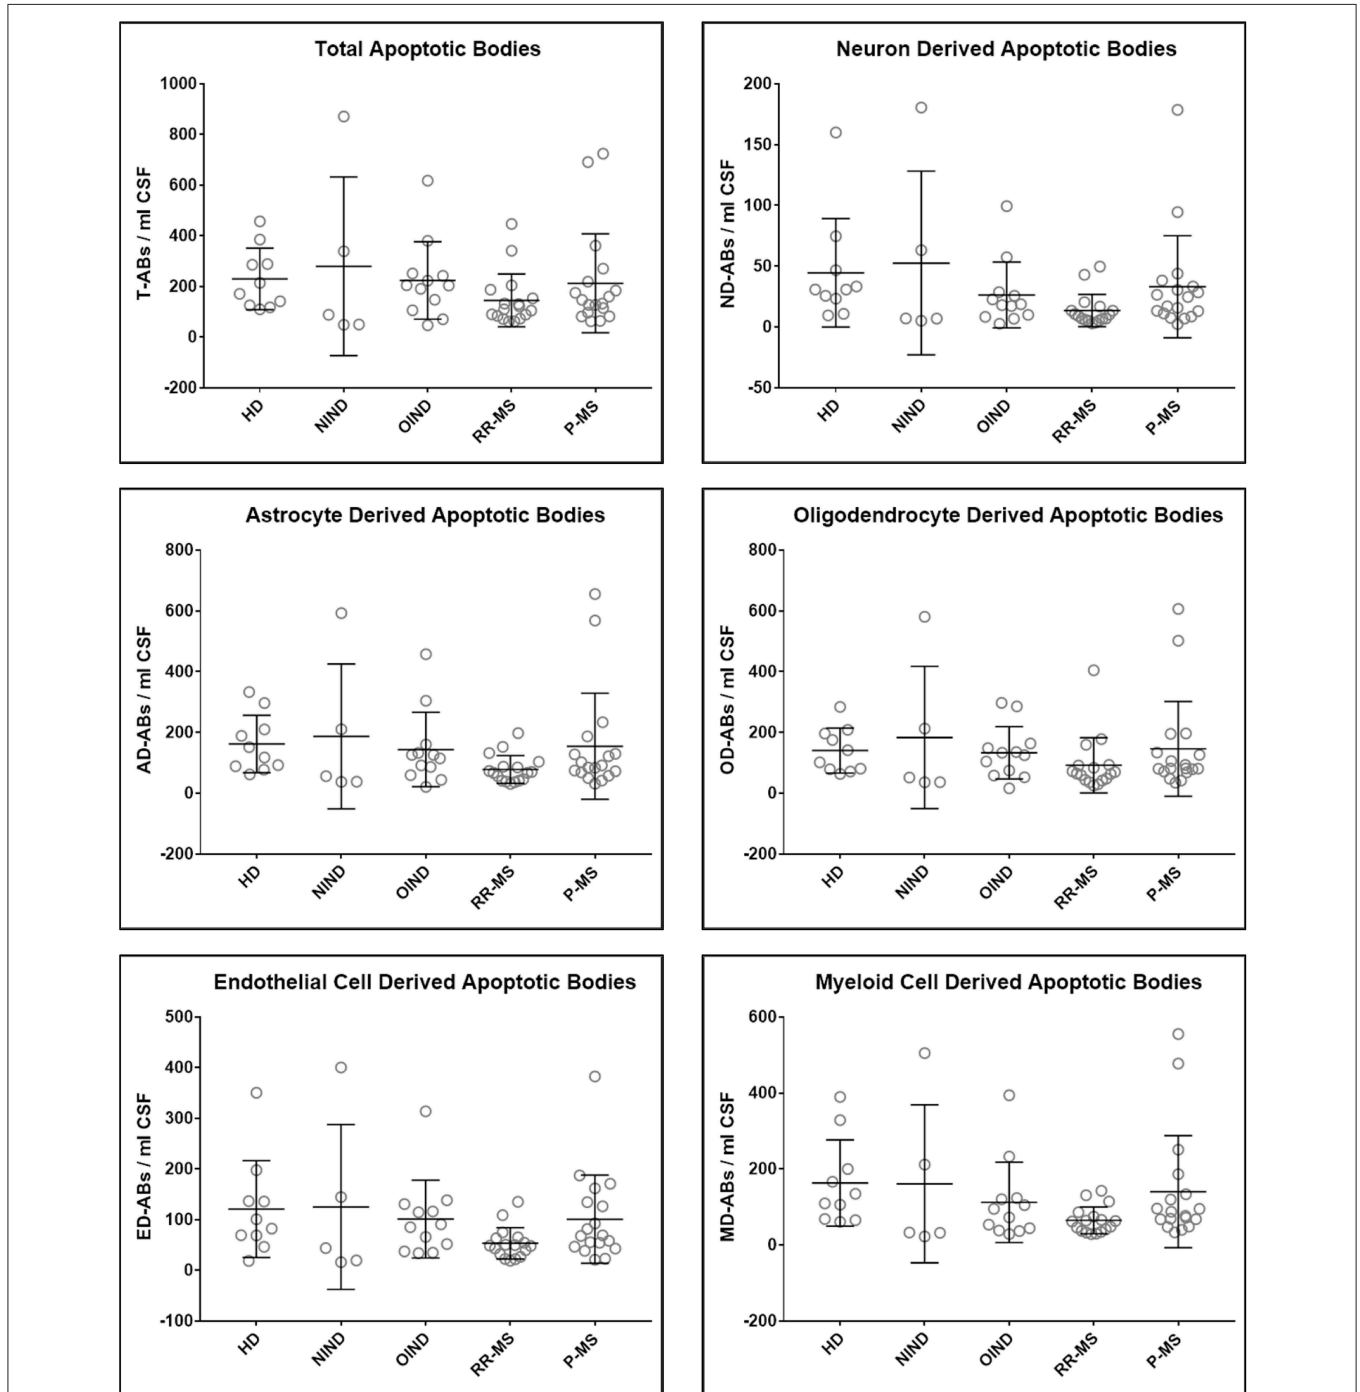 Total Apoptotic Bodies
T-ABs / ml CSF
1000
800
600
400
200
0
-200
HD
NIND
OIND
RR-MS
P-MS
Neuron Derived Apoptotic Bodies
ND-ABs / ml CSF
200
150
100
50
0
-50
HD
NIND
OIND
RR-MS
P-MS
Astrocyte Derived Apoptotic Bodies
AD-ABs / ml CSF
800
600
400
200
0
-200
HD
NIND
OIND
RR-MS
P-MS
Oligodendrocyte Derived Apoptotic Bodies
OD-ABs / ml CSF
800
600
400
200
0
-200
HD
NIND
OIND
RR-MS
P-MS
Endothelial Cell Derived Apoptotic Bodies
ED-ABs / ml CSF
500
400
300
200
100
0
-100
HD
NIND
OIND
RR-MS
P-MS
Myeloid Cell Derived Apoptotic Bodies
MD-ABs / ml CSF
600
400
200
0
-200
HD
NIND
OIND
RR-MS
P-MS